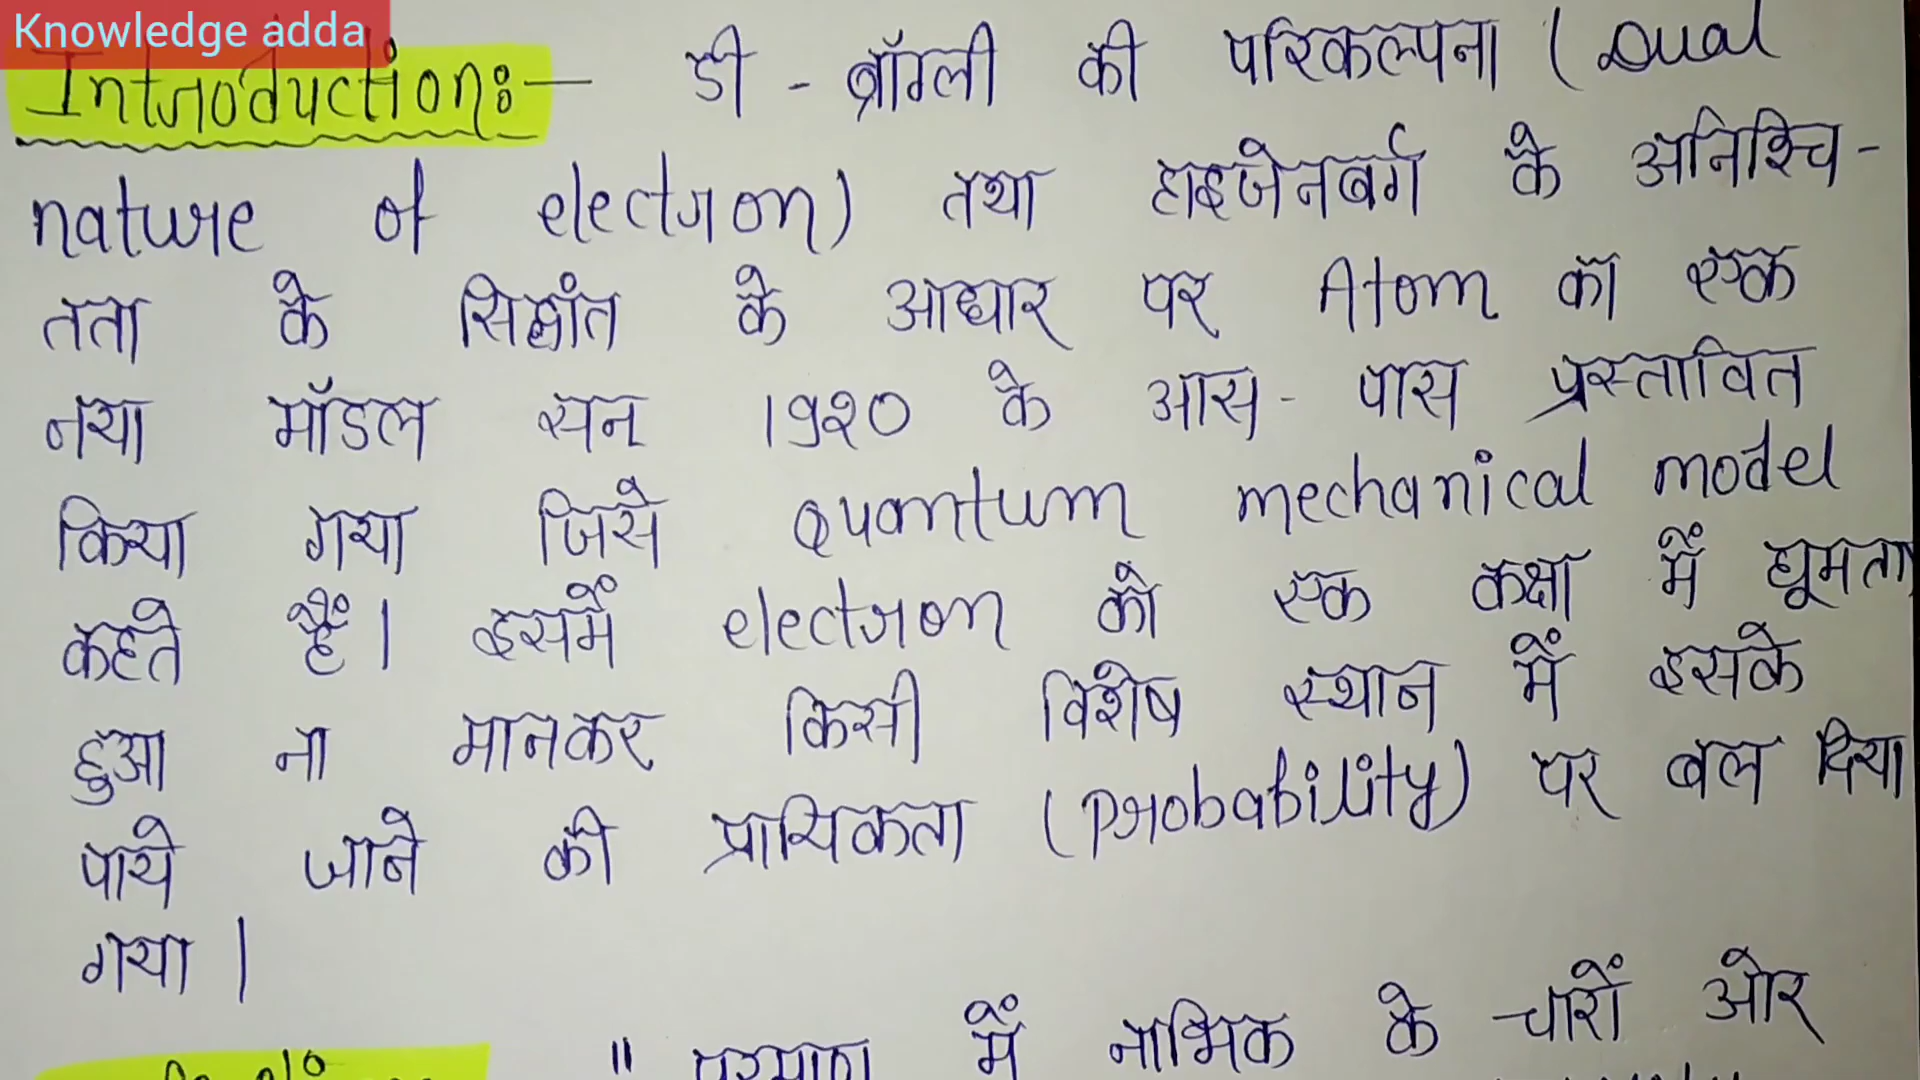 Knowledge adda
Introduction:— डी - ब्रॉग्ली की परिकल्पना ( Dual
nature of electron) तथा हाइजेनबर्ग के अनिश्चि-
तता के सिद्धांत के आधार पर Atom का एक
नया मॉडल सन् 1920 के आस - पास प्रस्तावित
किया गया जिसे Quantum mechanical model
कहते हैं। इसमें electron को एक कक्षा में घूमता
हुआ ना मानकर किसी विशेष स्थान में इसके
पाये जाने की प्रायिकता (Probability) पर बल दिया
गया |
" परमाणु में नाभिक के चारों ओर